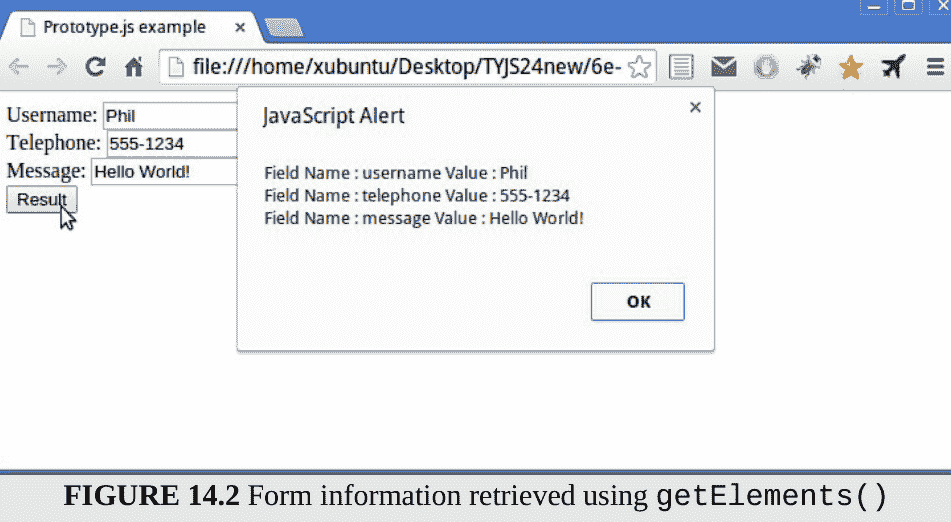 Prototype.js example
file:///home/xubuntu/Desktop/TYJS24new/6e-
Username: Phil
Telephone: 555-1234
Message: Hello World!
Result
JavaScript Alert
Field Name : username Value : Phil
Field Name : telephone Value : 555-1234
Field Name : message Value : Hello World!
OK
FIGURE 14.2 Form information retrieved using getElements()